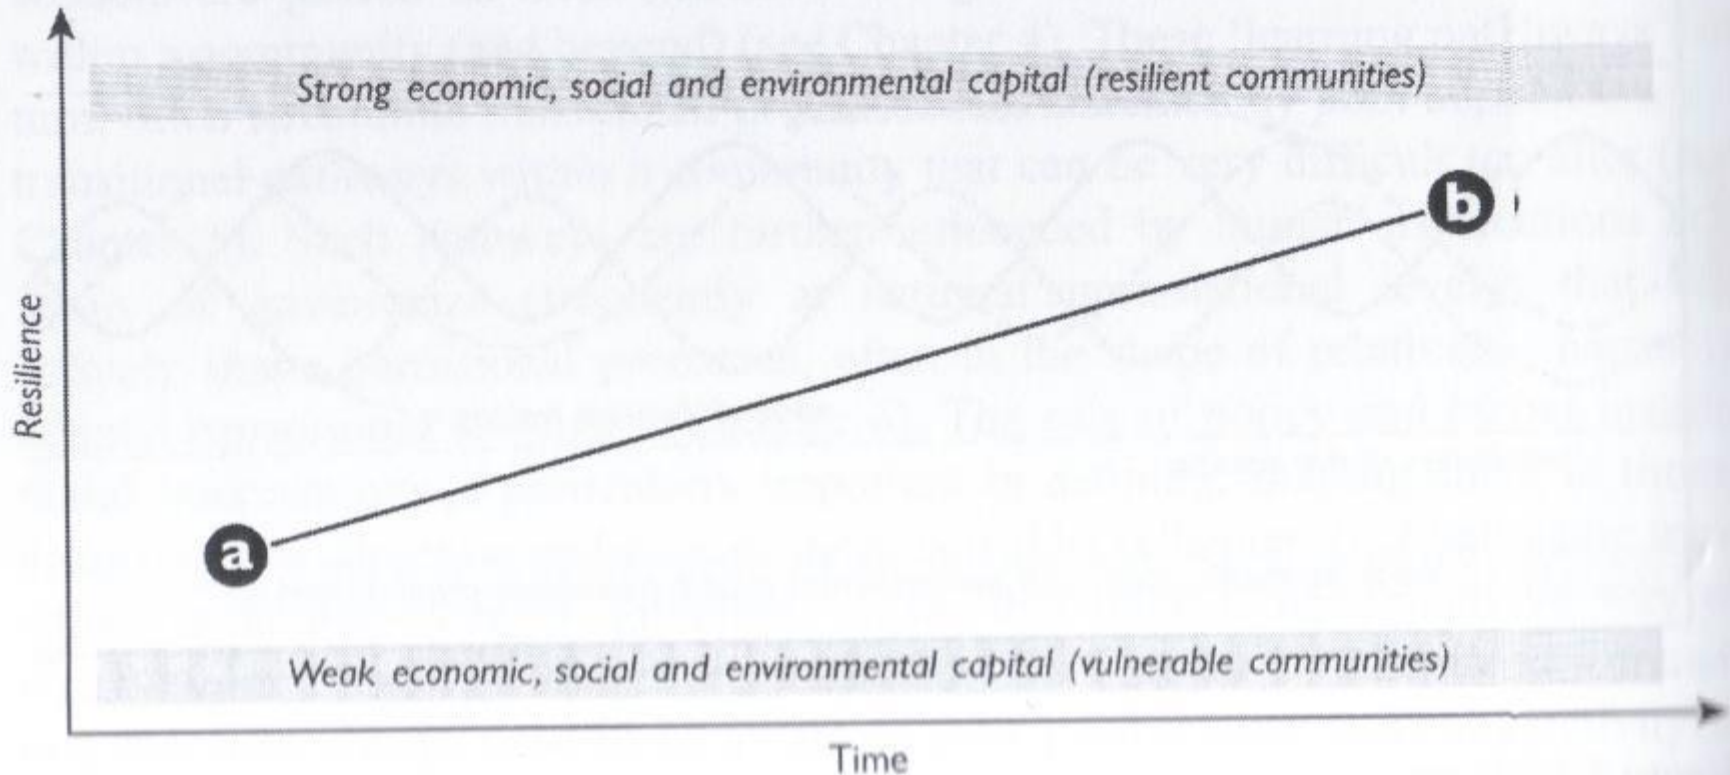 Strong economic, social and environmental capital (resilient communities)
b
Resilience
a
Weak economic, social and environmental capital (vulnerable communities)
Time